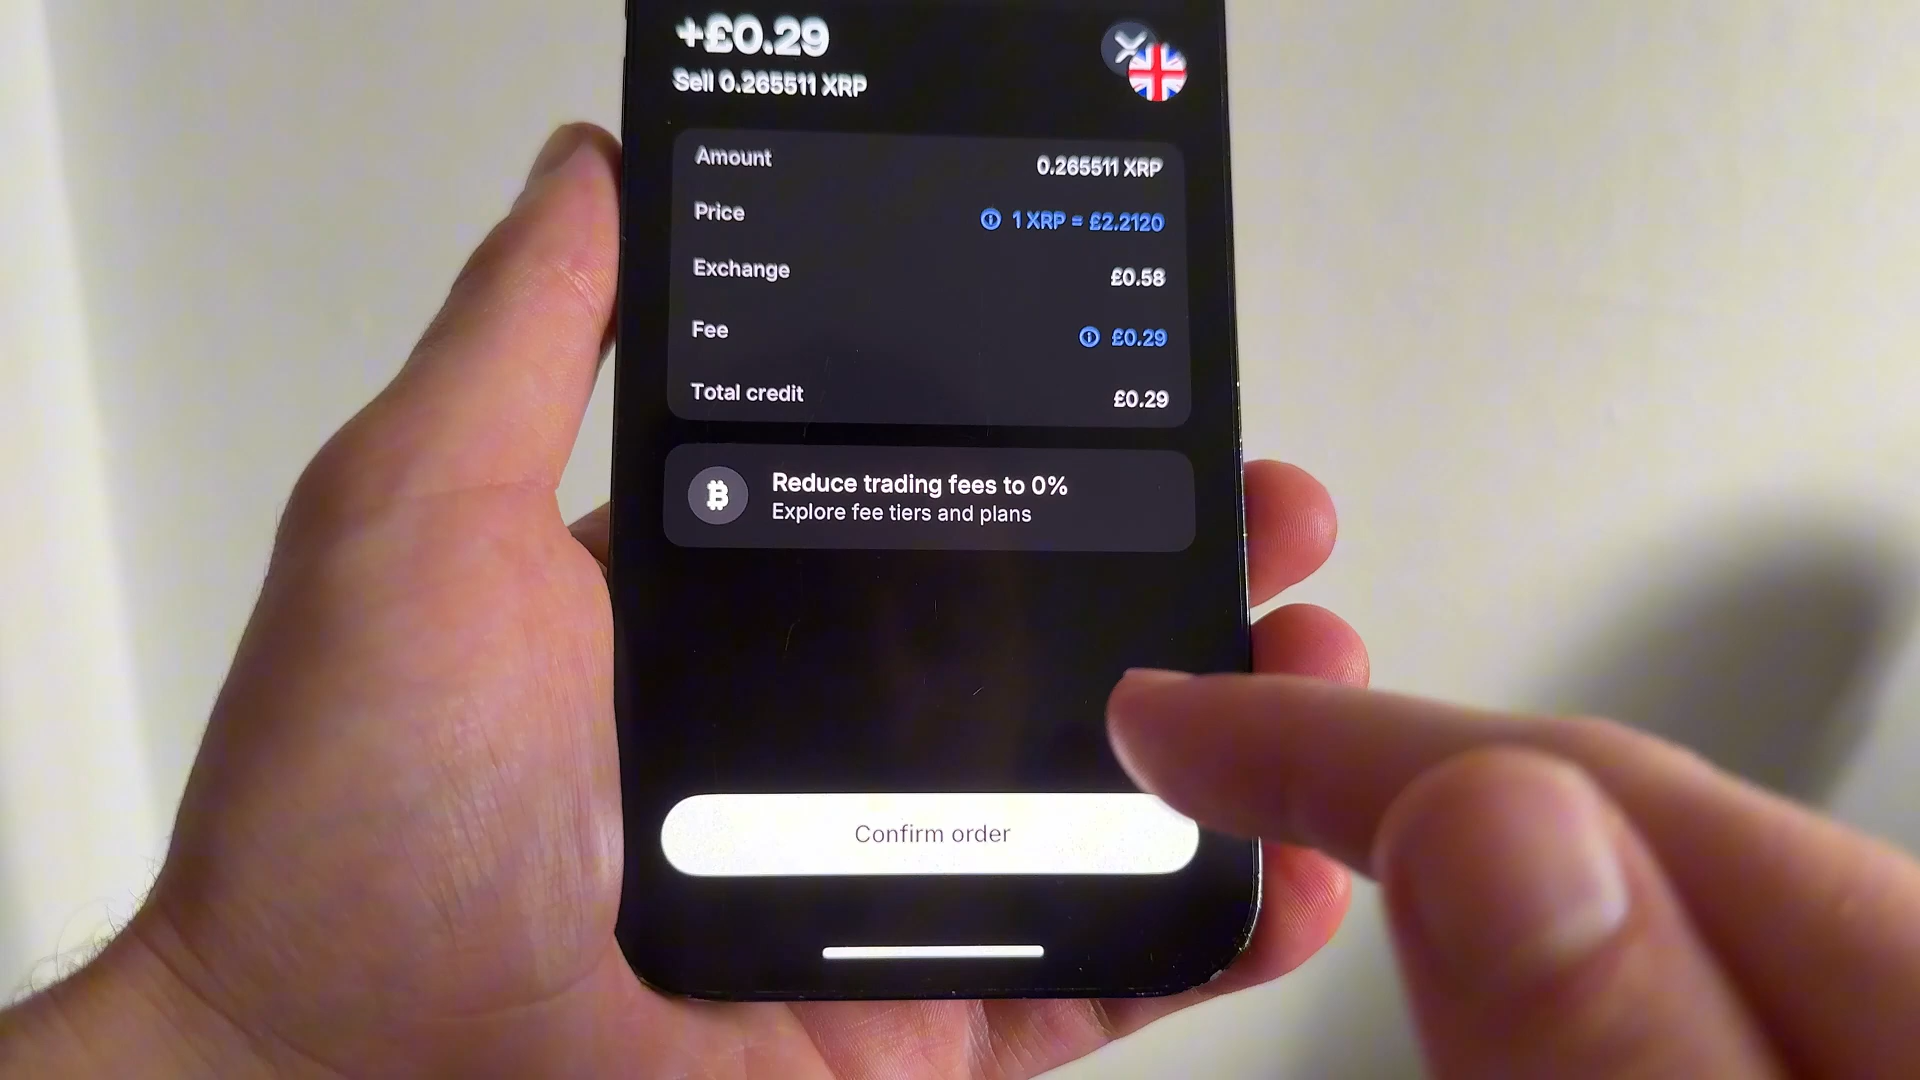 +£0.29
Sell 0.265511 XRP
Amount 0.265511 XRP
Price 1 XRP = £2.2120
Exchange £0.58
Fee £0.29
Total credit £0.29
Reduce trading fees to 0%
Explore fee tiers and plans
Confirm order